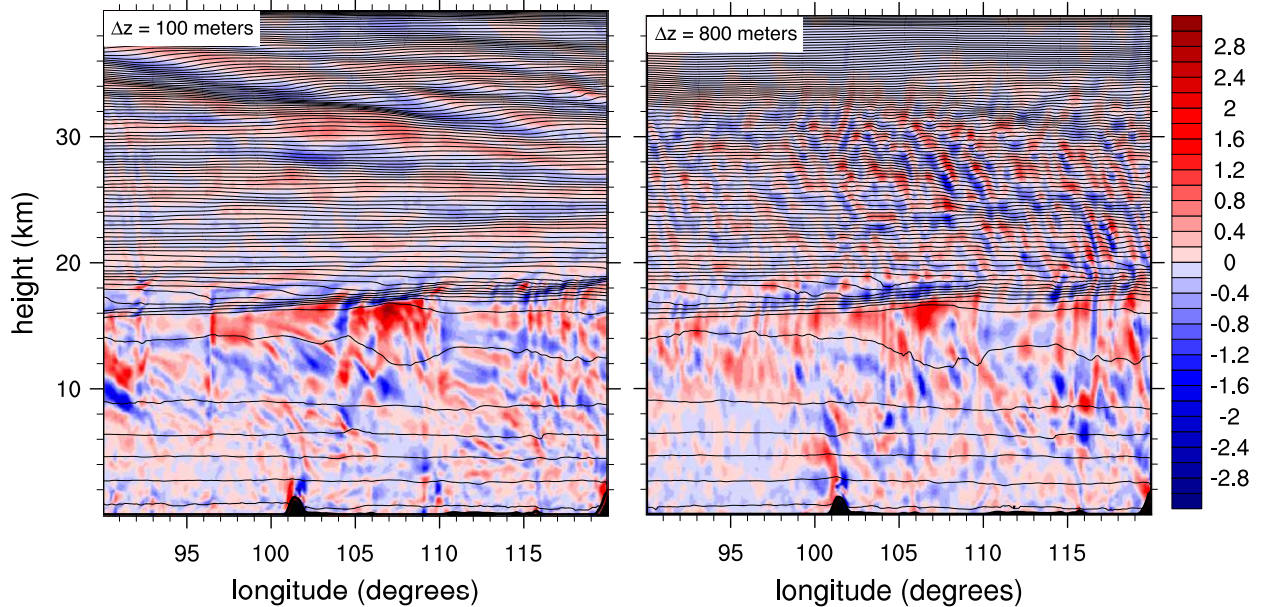 Δz = 100 meters
Δz = 800 meters
2.8
2.4
2
1.6
1.2
0.8
0.4
0
-0.4
-0.8
-1.2
-1.6
-2
-2.4
-2.8
height (km)
30
20
10
95 100 105 110 115
95 100 105 110 115
longitude (degrees)
longitude (degrees)